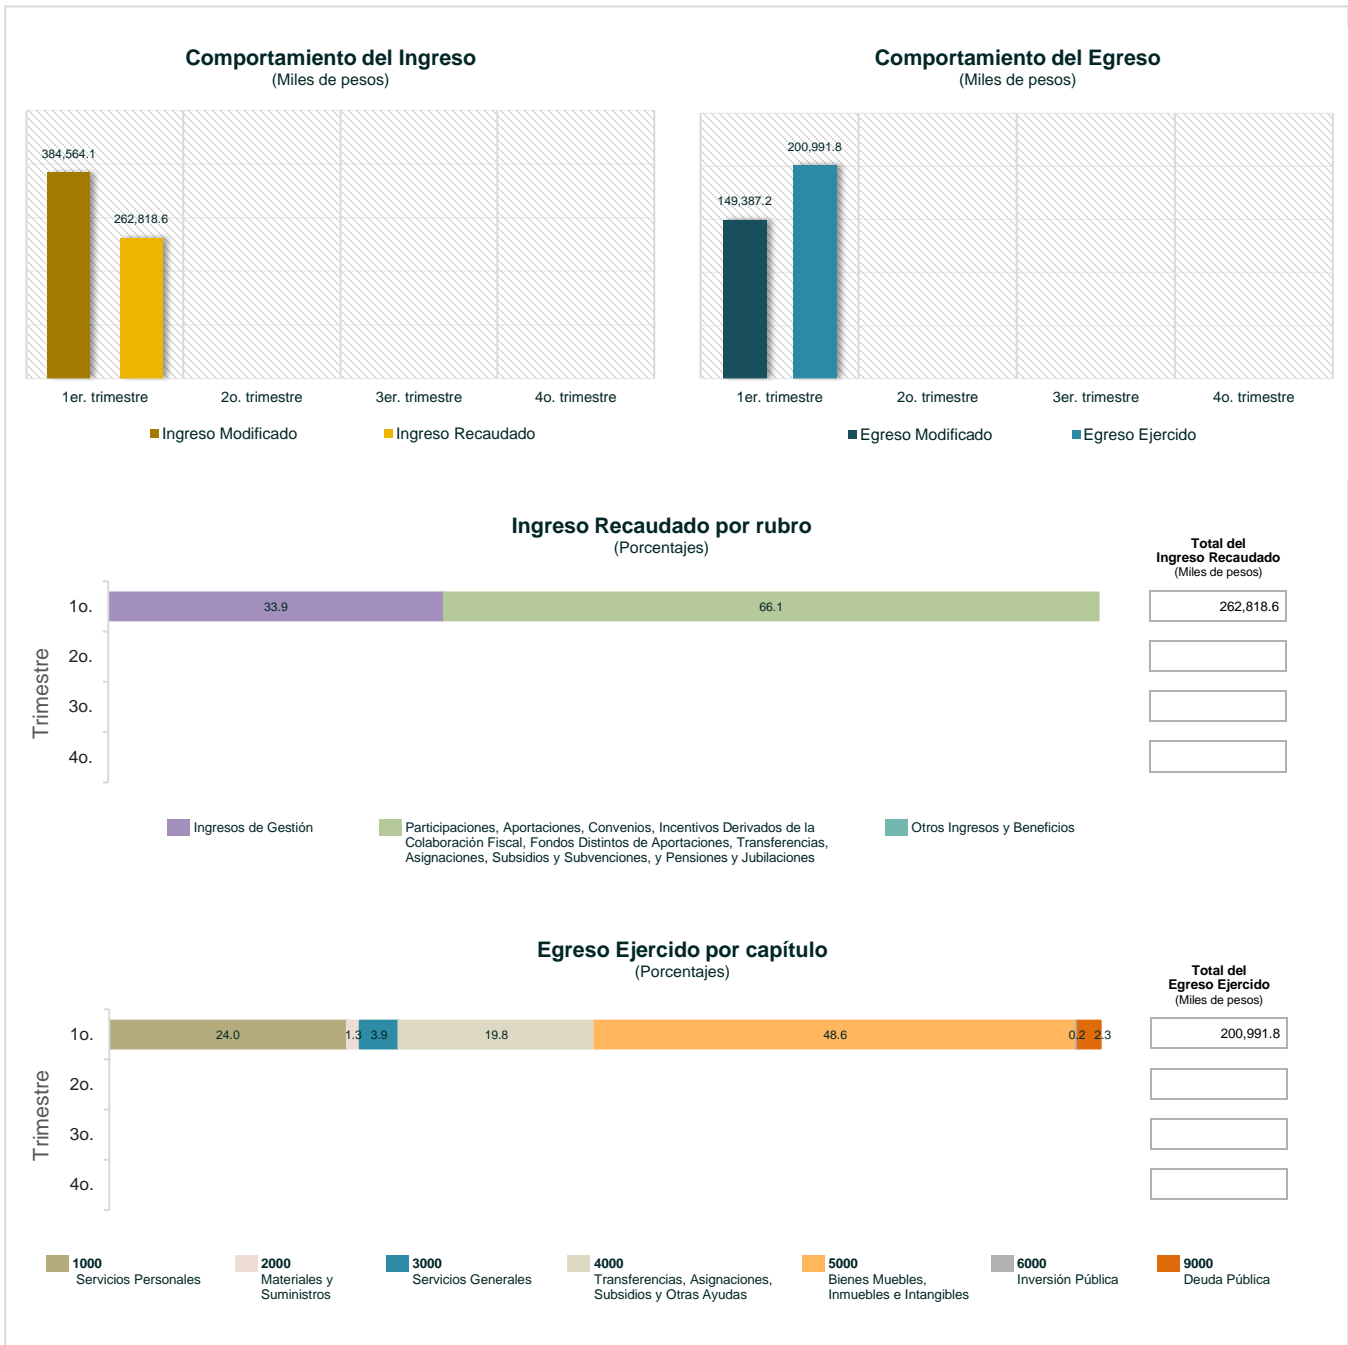 Comportamiento del Ingreso
(Miles de pesos)
384,564.1
262,818.6
1er. trimestre 2o. trimestre 3er. trimestre 4o. trimestre
Ingreso Modificado Ingreso Recaudado
Comportamiento del Egreso
(Miles de pesos)
200,991.8
149,387.2
1er. trimestre 2o. trimestre 3er. trimestre 4o. trimestre
Egreso Modificado Egreso Ejercido
Ingreso Recaudado por rubro
(Porcentajes)
Total del
Ingreso Recaudado
(Miles de pesos)
Trimestre
1o. 33.9 66.1 262,818.6
2o.
3o.
4o.
Ingresos de Gestión
Participaciones, Aportaciones, Convenios, Incentivos Derivados de la
Colaboración Fiscal, Fondos Distintos de Aportaciones, Transferencias,
Asignaciones, Subsidios y Subvenciones, y Pensiones y Jubilaciones
Otros Ingresos y Beneficios
Egreso Ejercido por capítulo
(Porcentajes)
Total del
Egreso Ejercido
(Miles de pesos)
Trimestre
1o. 24.0 1.3 3.9 19.8 48.6 0.2 2.3 200,991.8
2o.
3o.
4o.
1000
Servicios Personales
2000
Materiales y
Suministros
3000
Servicios Generales
4000
Transferencias, Asignaciones,
Subsidios y Otras Ayudas
5000
Bienes Muebles,
Inmuebles e Intangibles
6000
Inversión Pública
9000
Deuda Pública